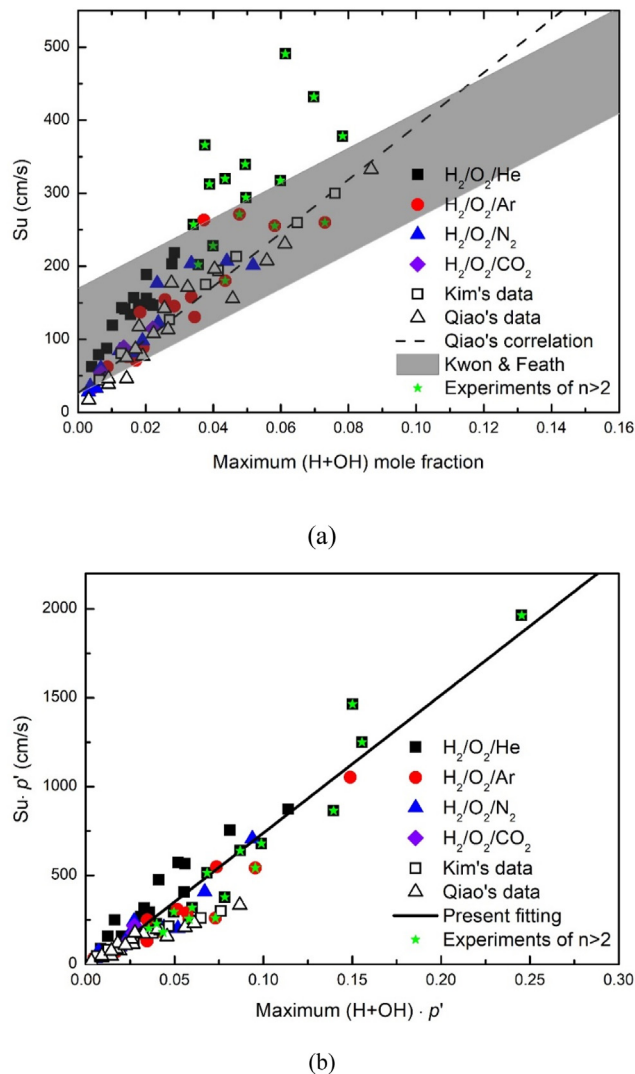 500
400
300
200
100
0
Su (cm/s)
H2/O2/He
H2/O2/Ar
H2/O2/N2
H2/O2/CO2
Kim's data
Qiao's data
Qiao's correlation
Kwon & Feath
Experiments of n>2
0.00 0.02 0.04 0.06 0.08 0.10 0.12 0.14 0.16
Maximum (H+OH) mole fraction
(a)
2000
1500
1000
500
0
Su· p' (cm/s)
H2/O2/He
H2/O2/Ar
H2/O2/N2
H2/O2/CO2
Kim's data
Qiao's data
Present fitting
Experiments of n>2
0.00 0.05 0.10 0.15 0.20 0.25 0.30
Maximum (H+OH) · p'
(b)